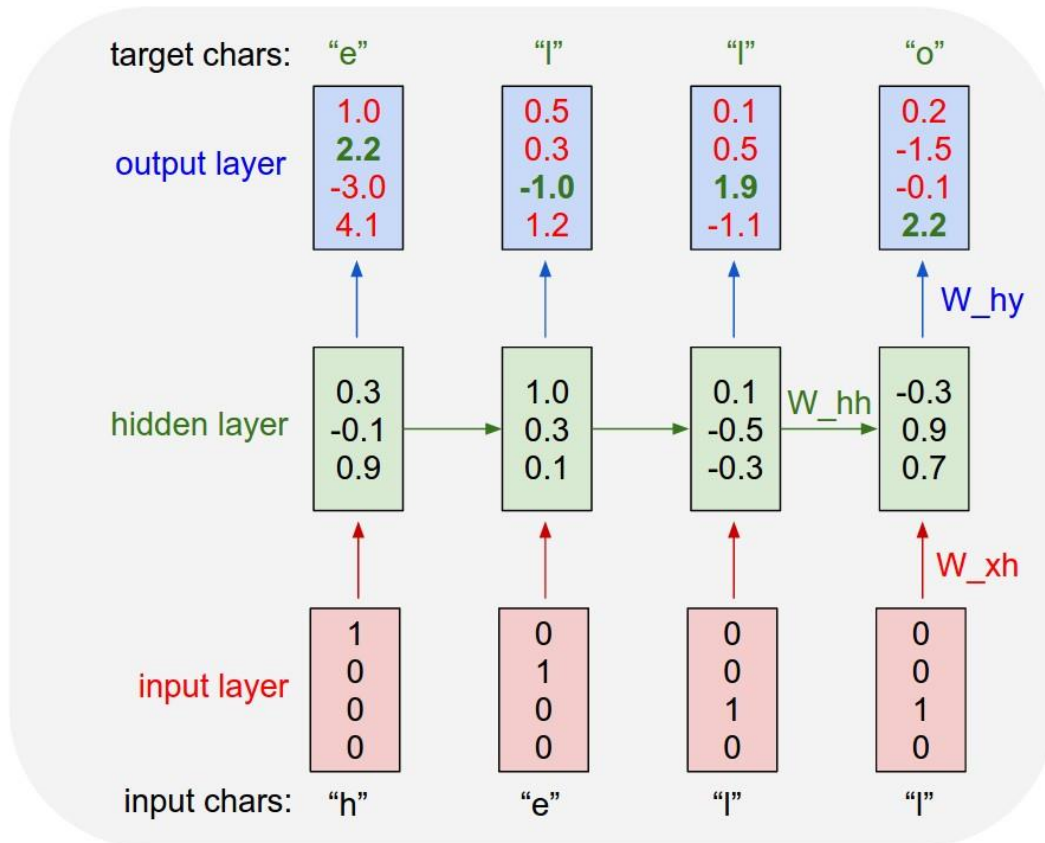 target chars: “e” “l” “l” “o”
1.0 0.5 0.1 0.2
2.2 0.3 0.5 -1.5
output layer
-3.0 -1.0 1.9 -0.1
4.1 1.2 -1.1 2.2
W_hy
0.3 1.0 0.1 -0.3
W_hh
hidden layer -0.1 0.3 -0.5 0.9
0.9 0.1 -0.3 0.7
W_xh
1 0 0 0
0 1 0 0
input layer
0 0 1 1
0 0 0 0
input chars: “h” “e” “l” “l”